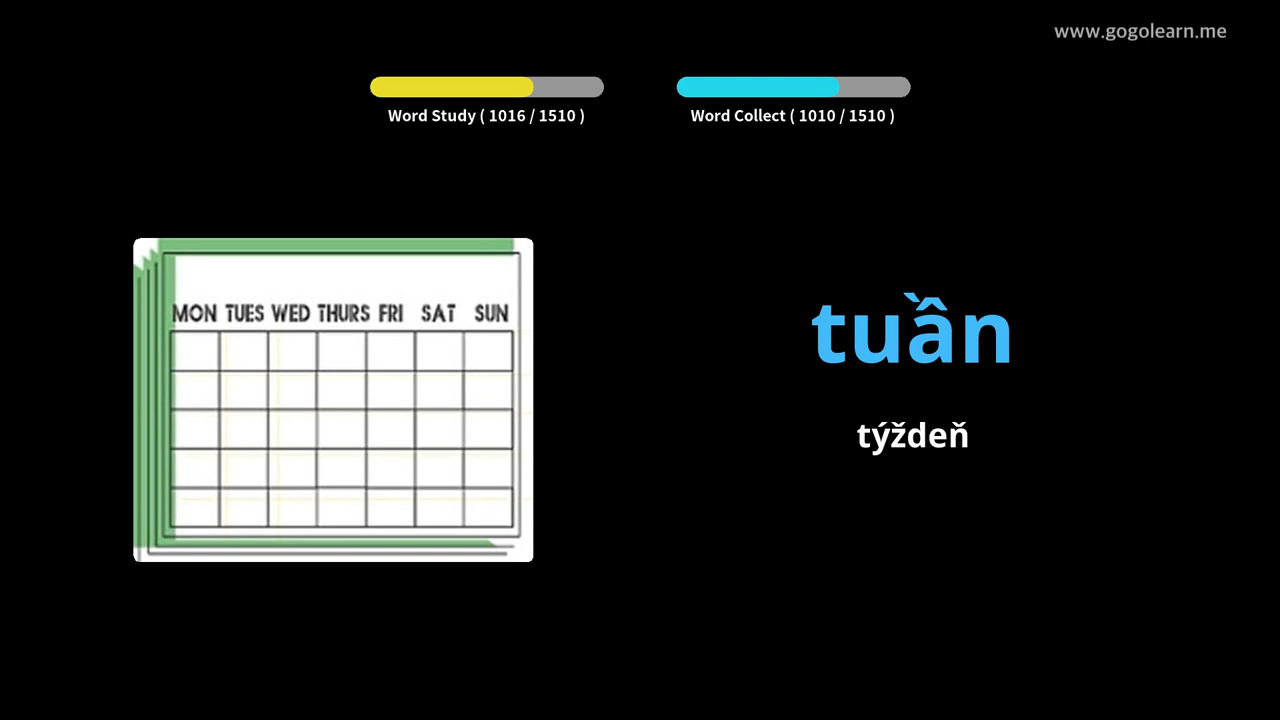 www.gogolearn.me
Word Study ( 1016 / 1510 )
Word Collect ( 1010 / 1510 )
MON TUES WED THURS FRI SAT SUN
tuần
týždeň